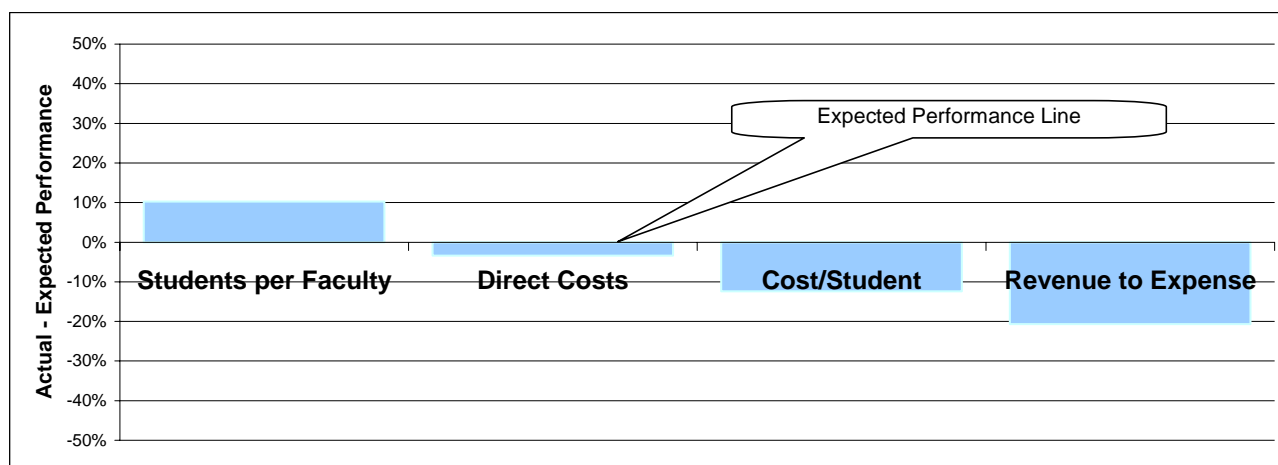 50%
40%
30%
20%
10%
0%
-10%
-20%
-30%
-40%
-50%
Actual - Expected Performance
Expected Performance Line
Students per Faculty
Direct Costs
Cost/Student
Revenue to Expense